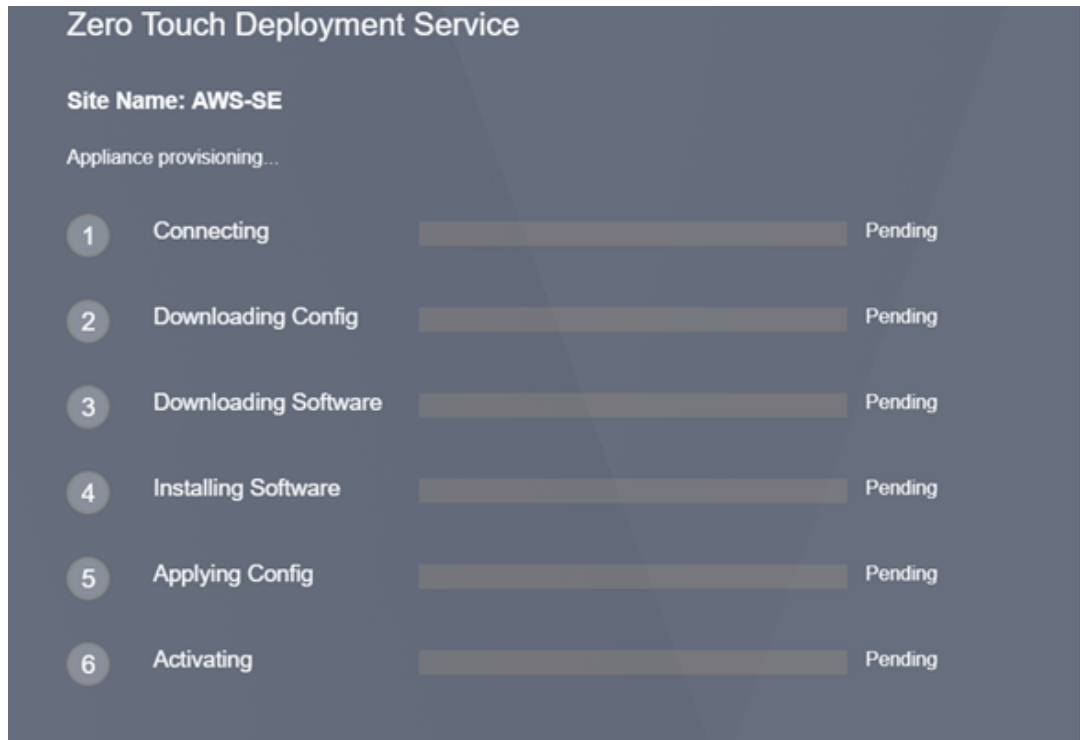 Zero Touch Deployment Service
Site Name: AWS-SE
Appliance provisioning...
1 Connecting Pending
2 Downloading Config Pending
3 Downloading Software Pending
4 Installing Software Pending
5 Applying Config Pending
6 Activating Pending